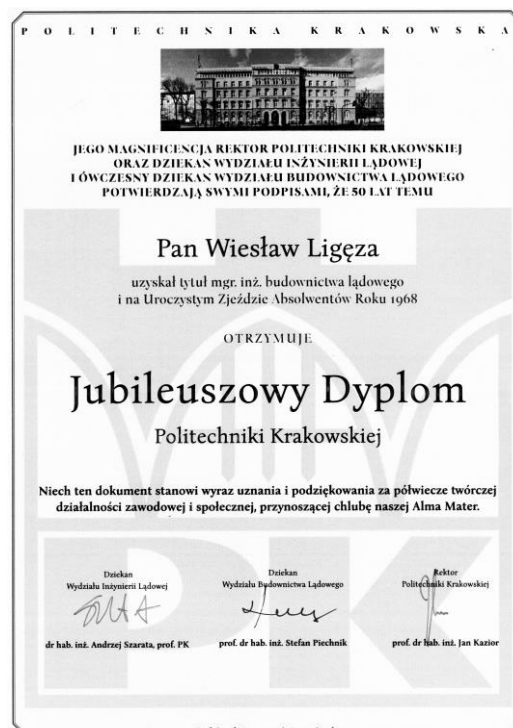 POLITECHNIKA KRAKOWSKA
JEGO MAGNIFICENCJA REKTOR POLITECHNIKI KRAKOWSKIEJ
ORAZ DZIEKAN WYDZIAŁU INŻYNIERII LĄDOWEJ
I ÓWCZESNY DZIEKAN WYDZIAŁU BUDOWNICTWA LĄDOWEGO
POTWIERDZAJĄ SWYMI PODPISAMI, ŻE 50 LAT TEMU
Pan Wiesław Ligęza
uzyskał tytuł mgr. inż. budownictwa lądowego
i na Uroczystym Zjeździe Absolwentów Roku 1968
OTRZYMUJE
Jubileuszowy Dyplom
Politechniki Krakowskiej
Niech ten dokument stanowi wyraz uznania i podziękowania za półwiecze twórczej
działalności zawodowej i społecznej, przynoszącej chlubę naszej Alma Mater.
PK
Dziekan
Wydziału Inżynierii Lądowej
dr hab. inż. Andrzej Szarata, prof. PK
Dziekan
Wydziału Budownictwa Lądowego
prof. dr hab. inż. Stefan Piechnik
Rektor
Politechniki Krakowskiej
prof. dr hab. inż. Jan Kazior